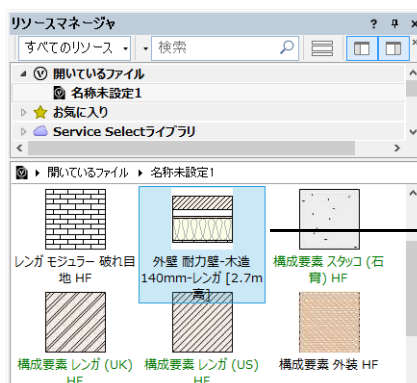 リソースマネージャ ?
すべてのリソース 検索
開いているファイル
名称未設定1
お気に入り
Service Selectライブラリ
開いているファイル 名称未設定1
レンガ モジュラー 破れ目
地 HF
外壁 耐力壁-木造
140mm-レンガ [2.7m
高]
構成要素 スタッコ (石
膏) HF
構成要素 レンガ (UK)
HF
構成要素 レンガ (US)
HF
構成要素 外装 HF